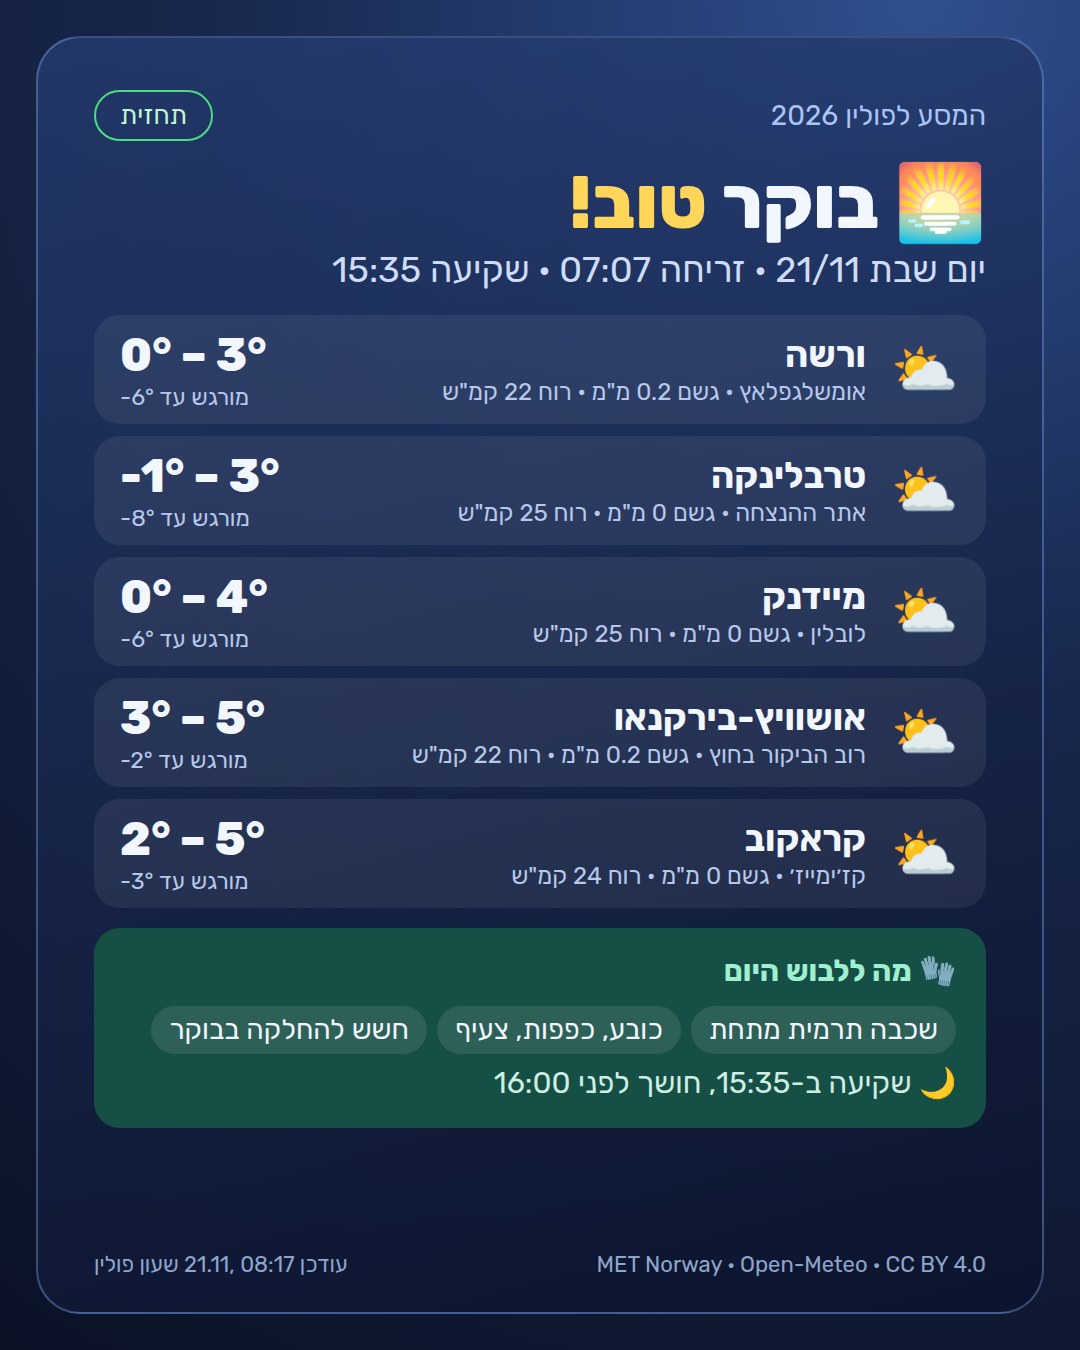 המסע לפולין 2026
תחזית
בוקר טוב!
יום שבת 21/11 • זריחה 07:07 • שקיעה 15:35
ורשה
אומשלגפלאץ • גשם 0.2 מ"מ • רוח 22 קמ"ש
0° – 3°
מורגש עד -6°
טרבלינקה
אתר ההנצחה • גשם 0 מ"מ • רוח 25 קמ"ש
-1° – 3°
מורגש עד -8°
מיידנק
לובלין • גשם 0 מ"מ • רוח 25 קמ"ש
0° – 4°
מורגש עד -6°
אושוויץ-בירקנאו
רוב הביקור בחוץ • גשם 0.2 מ"מ • רוח 22 קמ"ש
3° – 5°
מורגש עד -2°
קראקוב
קז׳ימייז׳ • גשם 0 מ"מ • רוח 24 קמ"ש
2° – 5°
מורגש עד -3°
מה ללבוש היום
שכבה תרמית מתחת
כובע, כפפות, צעיף
חשש להחלקה בבוקר
שקיעה ב-15:35, חושך לפני 16:00
MET Norway • Open-Meteo • CC BY 4.0
עודכן 21.11, 08:17 שעון פולין